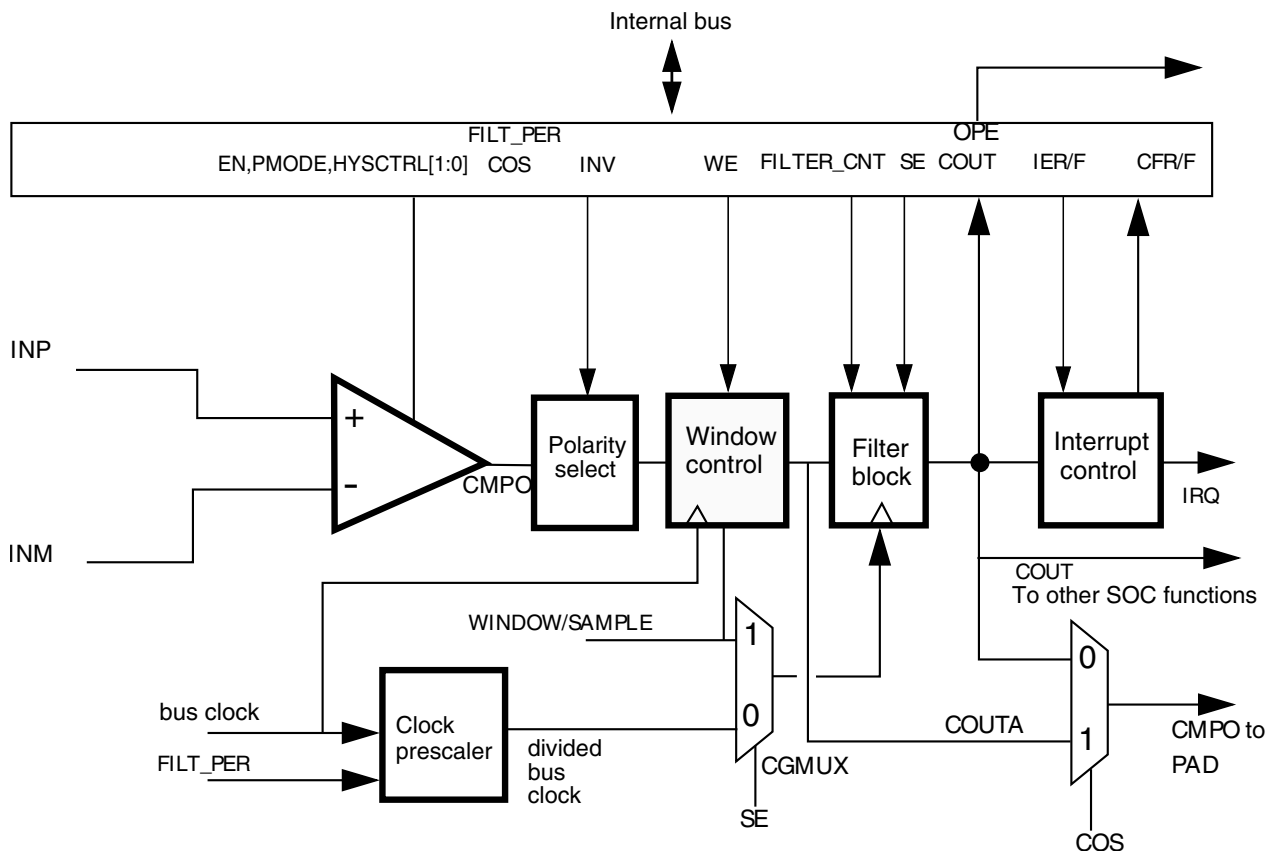 Internal bus
FILT_PER
OPE
EN,PMODE,HYSCTRL[1:0]
COS
INV
WE
FILTER_CNT
SE
COUT
IER/F
CFR/F
INP
+
-
INM
CMPO
Polarity
select
Window
control
Filter
block
Interrupt
control
IRQ
COUT
To other SOC functions
WINDOW/SAMPLE
1
0
CGMUX
SE
bus clock
FILT_PER
Clock
prescaler
divided
bus
clock
COUTA
0
1
COS
CMPO to
PAD